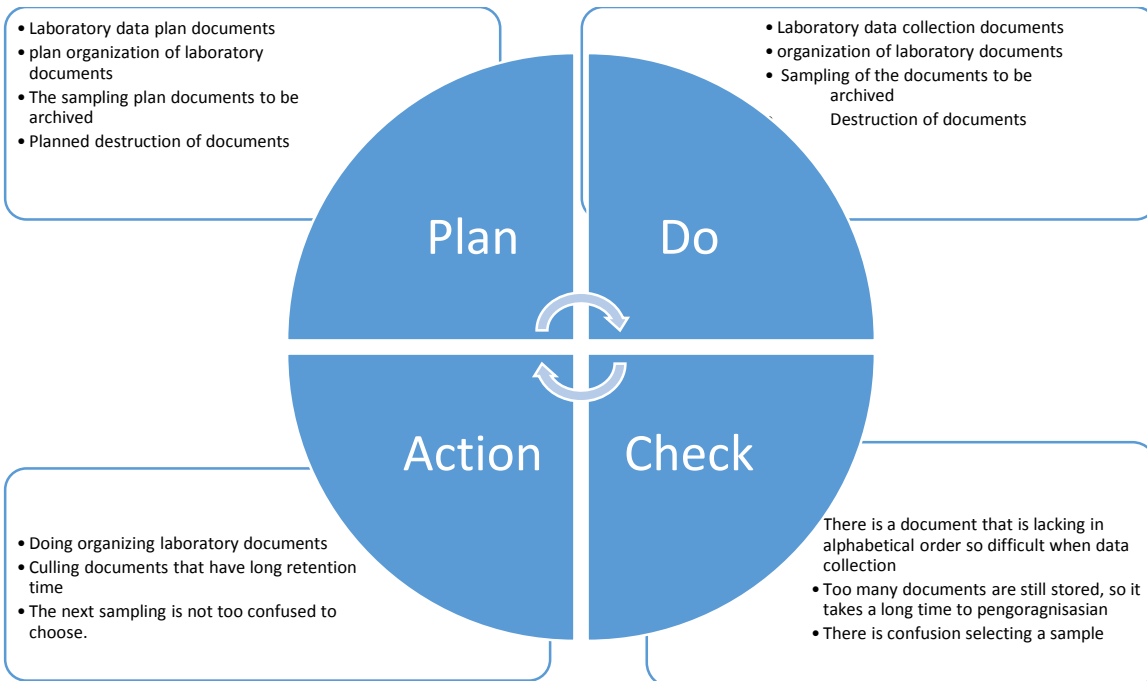 • Laboratory data plan documents
• plan organization of laboratory
documents
• The sampling plan documents to be
archived
• Planned destruction of documents
• Laboratory data collection documents
• organization of laboratory documents
• Sampling of the documents to be
archived
Destruction of documents
Plan
Do
Action
Check
• Doing organizing laboratory documents
• Culling documents that have long retention
time
• The next sampling is not too confused to
choose.
There is a document that is lacking in
alphabetical order so difficult when data
collection
• Too many documents are still stored, so it
takes a long time to pengoragnisasian
• There is confusion selecting a sample